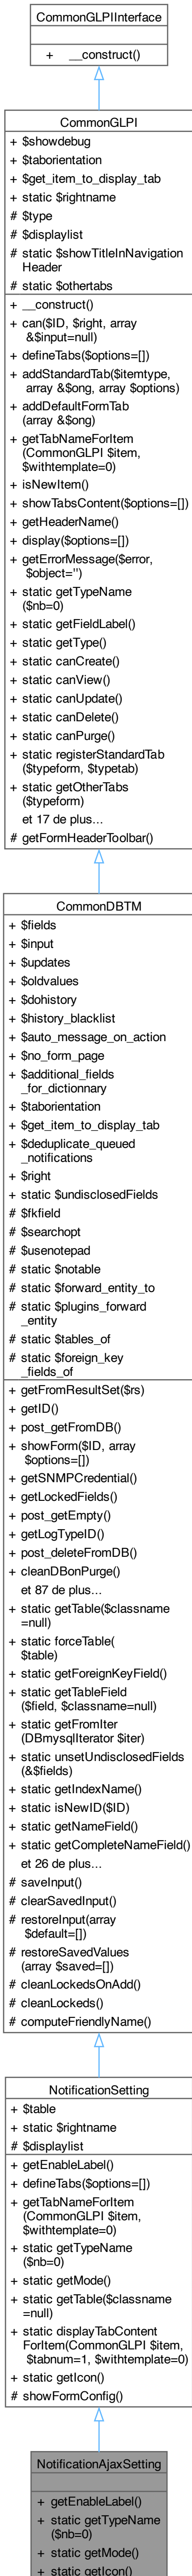 CommonGLPIInterface
+ __construct()
CommonGLPI
+ $showdebug
+ $taborientation
+ $get_item_to_display_tab
+ static $rightname
# $type
# $displaylist
# static $showTitleInNavigation
Header
# static $othertabs
+ __construct()
+ can($ID, $right, array
&$input=null)
+ defineTabs($options=[])
+ addStandardTab($itemtype,
array &$ong, array $options)
+ addDefaultFormTab
(array &$ong)
+ getTabNameForItem
(CommonGLPI $item,
$withtemplate=0)
+ isNewItem()
+ showTabsContent($options=[])
+ getHeaderName()
+ display($options=[])
+ getErrorMessage($error,
$object='')
+ static getTypeName
($nb=0)
+ static getFieldLabel()
+ static getType()
+ static canCreate()
+ static canView()
+ static canUpdate()
+ static canDelete()
+ static canPurge()
+ static registerStandardTab
($typeform, $typetab)
+ static getOtherTabs
($typeform)
et 17 de plus...
# getFormHeaderToolbar()
CommonDBTM
+ $fields
+ $input
+ $updates
+ $oldvalues
+ $dohistory
+ $history_blacklist
+ $auto_message_on_action
+ $no_form_page
+ $additional_fields
_for_dictionnary
+ $taborientation
+ $get_item_to_display_tab
+ $deduplicate_queued
_notifications
+ $right
+ static $undisclosedFields
# $fkfield
# $searchopt
# $usenotepad
# static $notable
# static $forward_entity_to
# static $plugins_forward
_entity
# static $tables_of
# static $foreign_key
_fields_of
+ getFromResultSet($rs)
+ getID()
+ post_getFromDB()
+ showForm($ID, array
$options=[])
+ getSNMPCredential()
+ getLockedFields()
+ post_getEmpty()
+ getLogTypeID()
+ post_deleteFromDB()
+ cleanDBonPurge()
et 87 de plus...
+ static getTable($classname
=null)
+ static forceTable(
$table)
+ static getForeignKeyField()
+ static getTableField
($field, $classname=null)
+ static getFromIter
(DBmysqlIterator $iter)
+ static unsetUndisclosedFields
(&$fields)
+ static getIndexName()
+ static isNewID($ID)
+ static getNameField()
+ static getCompleteNameField()
et 26 de plus...
# saveInput()
# clearSavedInput()
# restoreInput(array
$default=[])
# restoreSavedValues
(array $saved=[])
# cleanLockedsOnAdd()
# cleanLockeds()
# computeFriendlyName()
NotificationSetting
+ $table
+ static $rightname
# $displaylist
+ getEnableLabel()
+ defineTabs($options=[])
+ getTabNameForItem
(CommonGLPI $item,
$withtemplate=0)
+ static getTypeName
($nb=0)
+ static getMode()
+ static getTable($classname
=null)
+ static displayTabContent
ForItem(CommonGLPI $item,
$tabnum=1, $withtemplate=0)
+ static getIcon()
# showFormConfig()
NotificationAjaxSetting
+ getEnableLabel()
+ static getTypeName
($nb=0)
+ static getMode()
+ static getIcon()